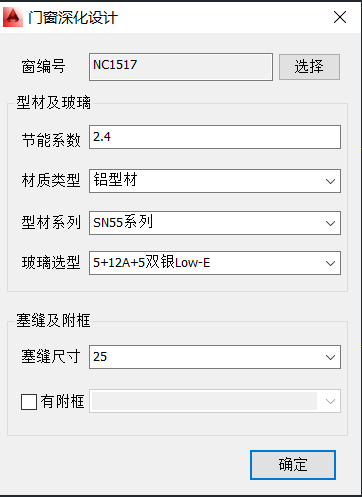 门窗深化设计
窗编号 NC1517 选择
型材及玻璃
节能系数 2.4
材质类型 铝型材
型材系列 SN55系列
玻璃选型 5+12A+5双银Low-E
塞缝及附框
塞缝尺寸 25
有附框
确定